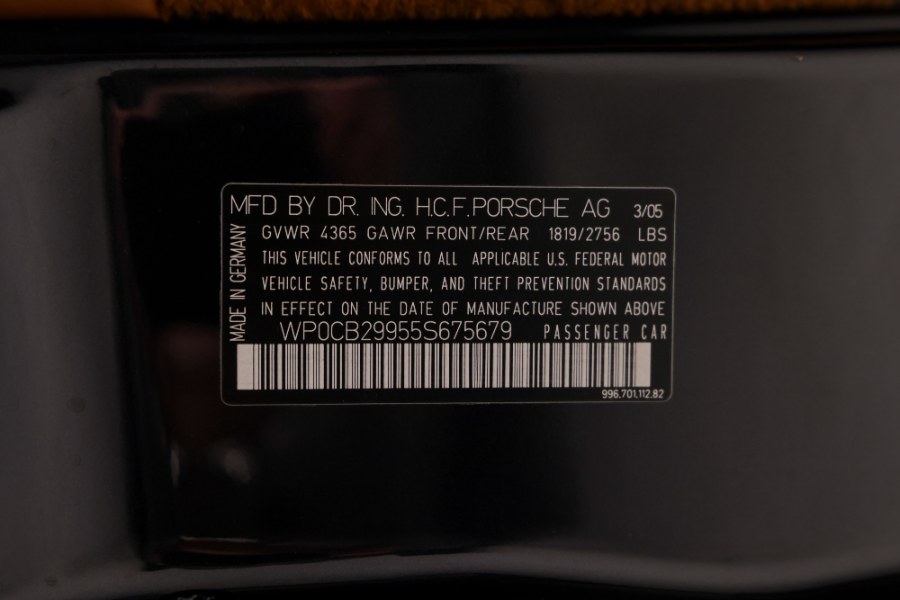 MFD BY DR. ING. H.C.F. PORSCHE AG 3/05
GVWR 4365 GAWR FRONT/REAR 1819/2756 LBS
THIS VEHICLE CONFORMS TO ALL APPLICABLE U.S. FEDERAL MOTOR
VEHICLE SAFETY, BUMPER, AND THEFT PREVENTION STANDARDS
IN EFFECT ON THE DATE OF MANUFACTURE SHOWN ABOVE
WP0CB29955S675679 PASSENGER CAR
996.701.112.82
MADE IN GERMANY